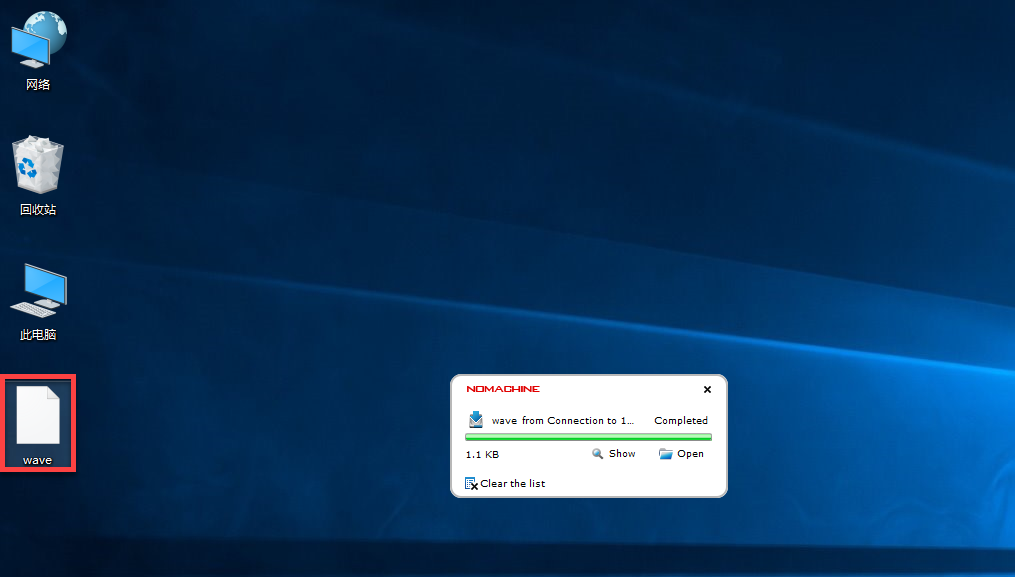 网络
回收站
此电脑
wave
NOMACHINE
wave from Connection to 1... Completed
1.1 KB Show Open
Clear the list